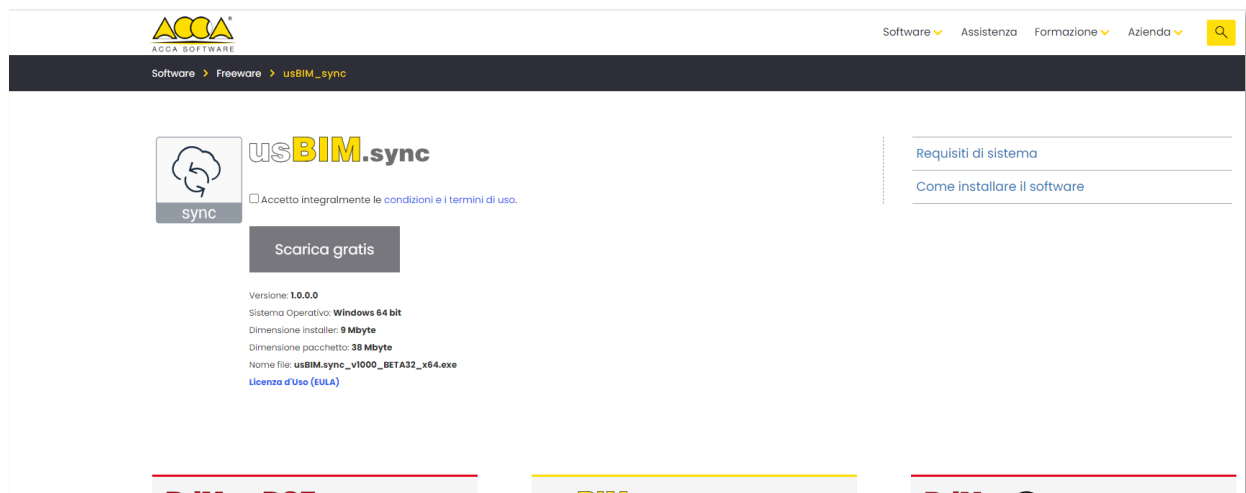 ACCA
ACCA SOFTWARE
Software Assistenza Formazione Azienda
Software > Freeware > usBIM_sync
usBIM.sync
sync
Accetto integralmente le condizioni e i termini di uso.
Scarica gratis
Versione: 1.0.0.0
Sistema Operativo: Windows 64 bit
Dimensione installer: 9 Mbyte
Dimensione pacchetto: 38 Mbyte
Nome file: usBIM.sync_v1000_BETA32_x64.exe
Licenza d'Uso (EULA)
Requisiti di sistema
Come installare il software